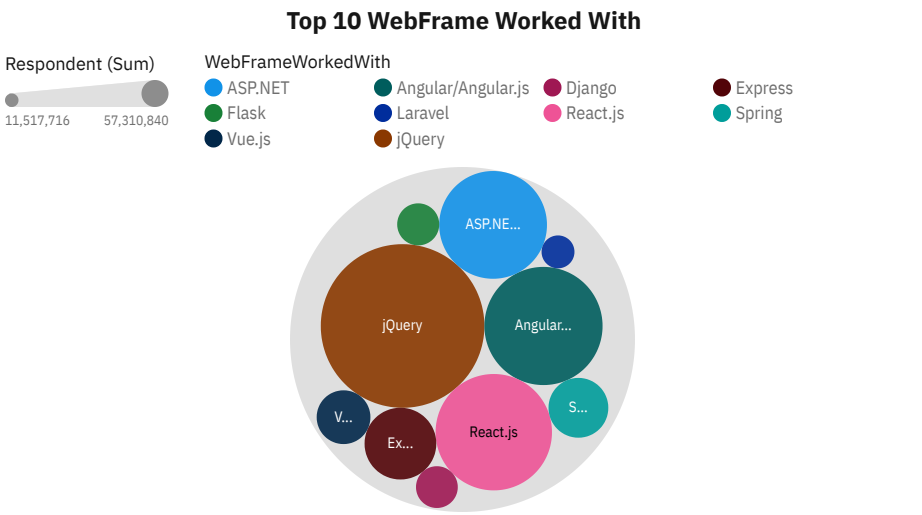 Top 10 WebFrame Worked With
Respondent (Sum)
11,517,716 57,310,840
WebFrameWorkedWith
ASP.NET Angular/Angular.js Django Express
Flask Laravel React.js Spring
Vue.js jQuery
ASP.NE...
jQuery
Angular...
V...
Ex...
React.js
S...